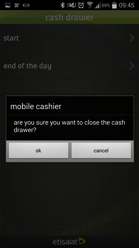 46% 09:45
cash drawer
start
end of the day
mobile cashier
are you sure you want to close the cash
drawer?
ok
cancel
etisalat